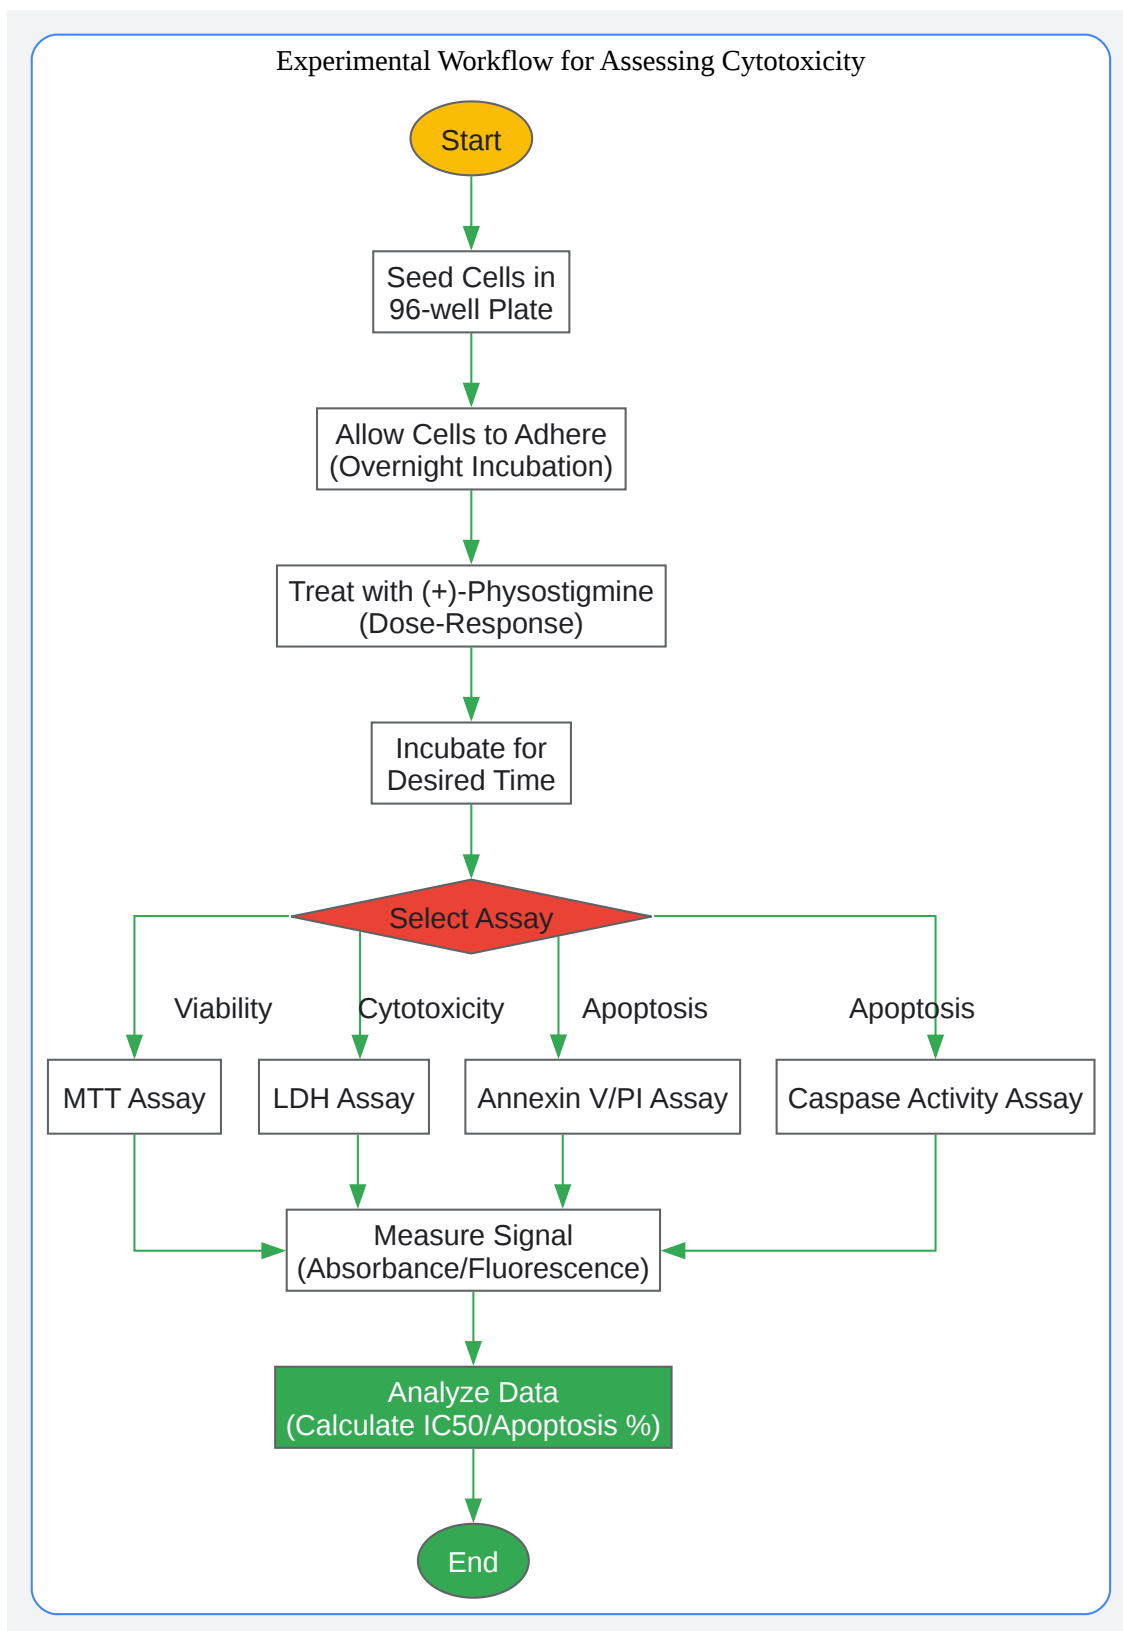 Experimental Workflow for Assessing Cytotoxicity
Start
Seed Cells in
96-well Plate
Allow Cells to Adhere
(Overnight Incubation)
Treat with (+)-Physostigmine
(Dose-Response)
Incubate for
Desired Time
Select Assay
Viability
Cytotoxicity
Apoptosis
Apoptosis
MTT Assay
LDH Assay
Annexin V/PI Assay
Caspase Activity Assay
Measure Signal
(Absorbance/Fluorescence)
Analyze Data
(Calculate IC50/Apoptosis %)
End